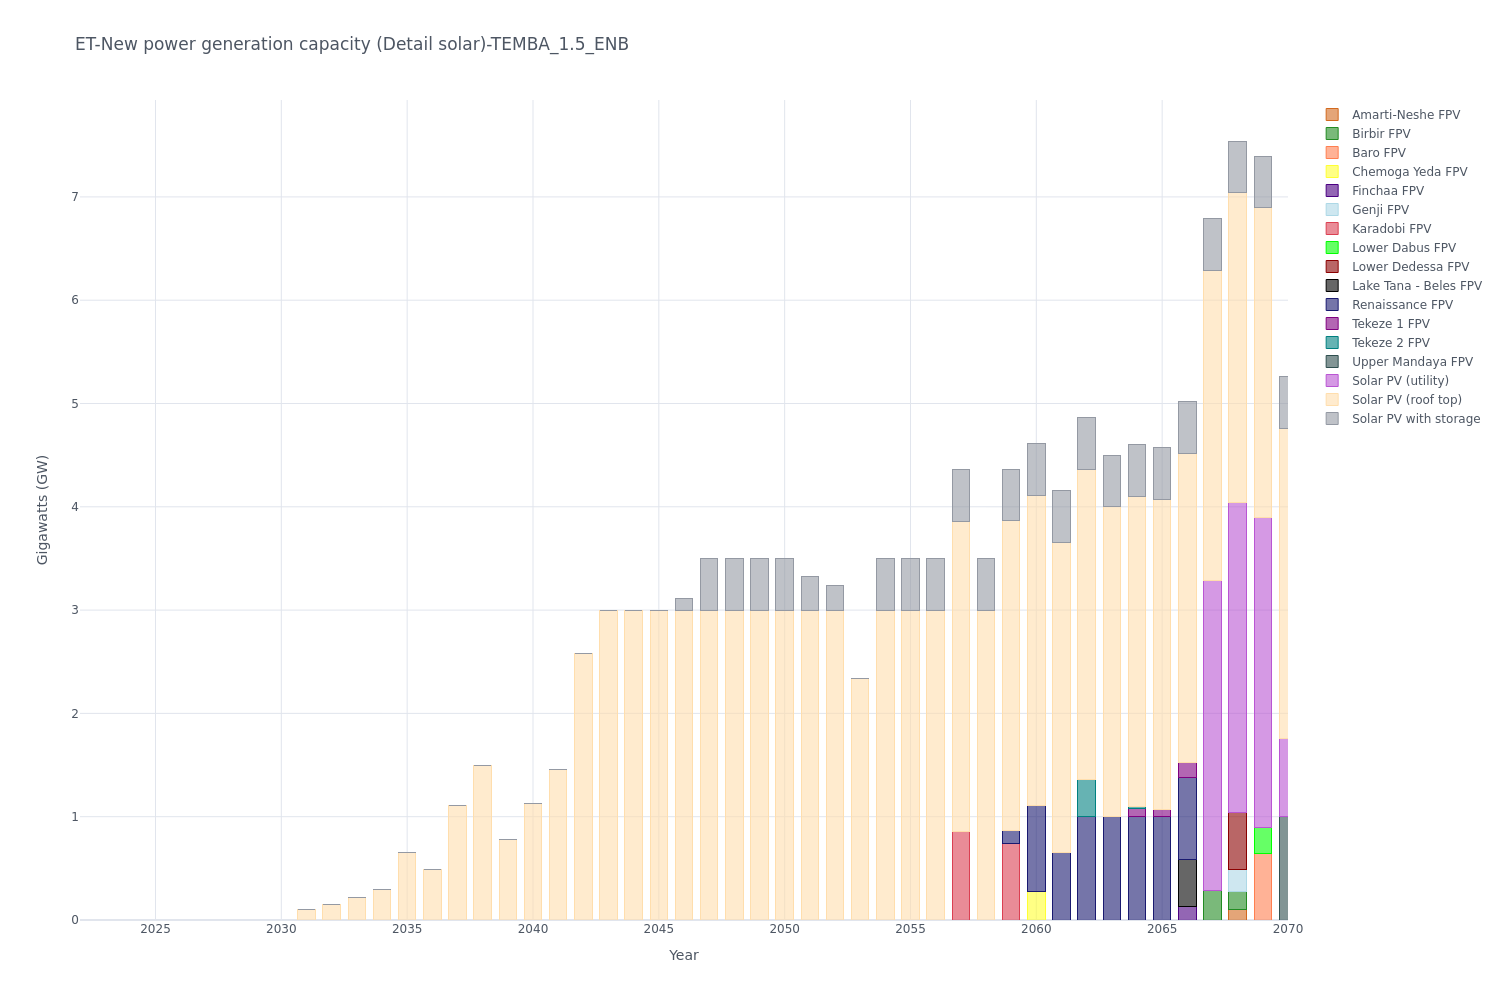 ET-New power generation capacity (Detail solar)-TEMBA_1.5_ENB
Amarti-Neshe FPV
Birbir FPV
Baro FPV
Chemoga Yeda FPV
Finchaa FPV
Genji FPV
Karadobi FPV
Lower Dabus FPV
Lower Dedessa FPV
Lake Tana - Beles FPV
Renaissance FPV
Tekeze 1 FPV
Tekeze 2 FPV
Upper Mandaya FPV
Solar PV (utility)
Solar PV (roof top)
Solar PV with storage
7
6
5
4
3
2
1
0
Gigawatts (GW)
2025 2030 2035 2040 2045 2050 2055 2060 2065 2070
Year